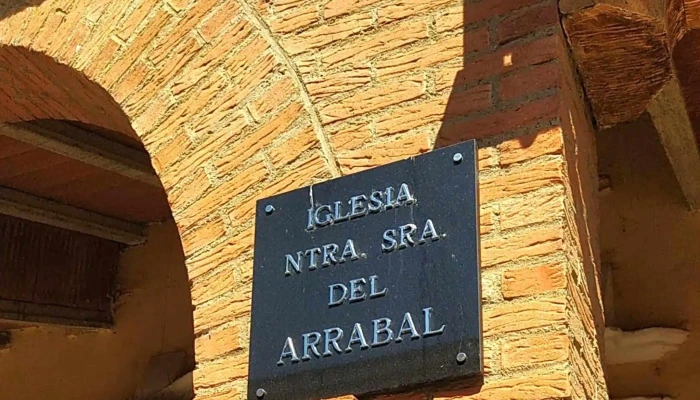 IGLESIA
NTRA SRA.
DEL
ARRABAL